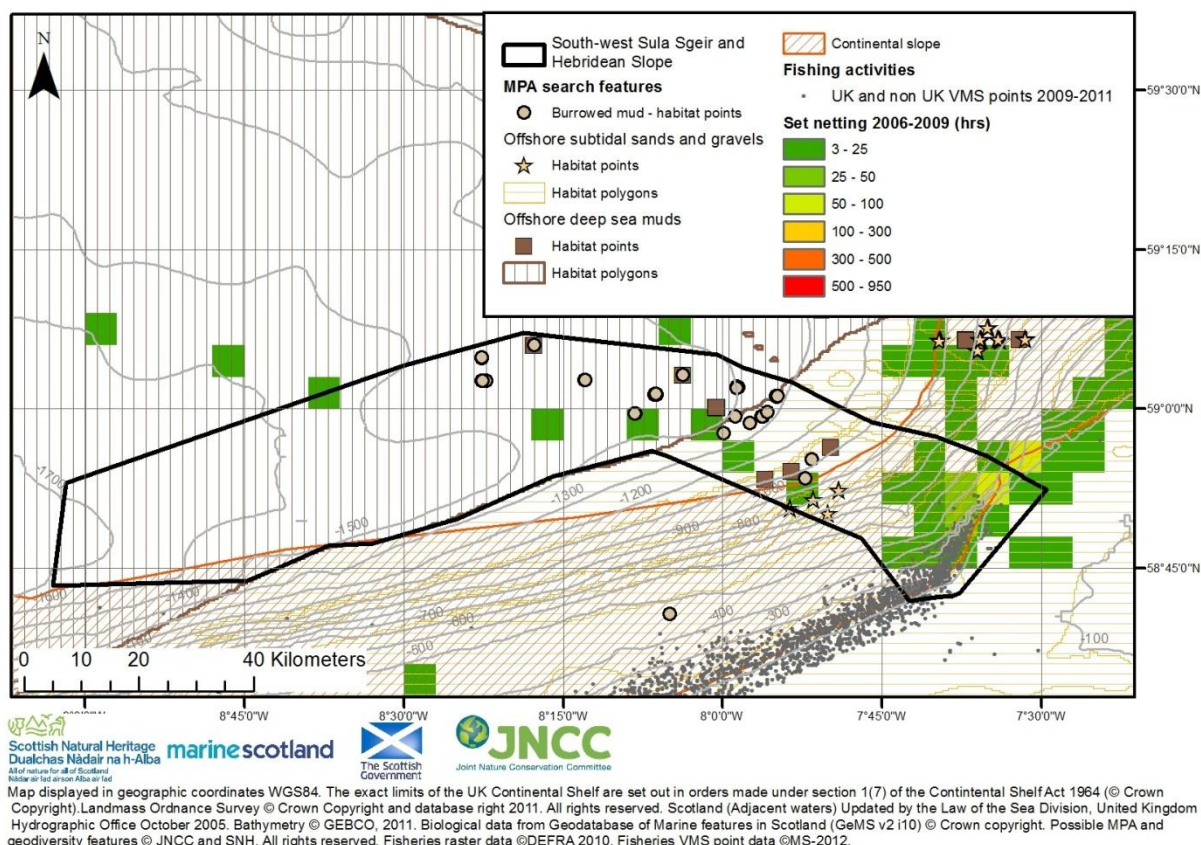 N
South-west Sula Sgeir and
Hebridean Slope
MPA search features
Burrowed mud - habitat points
Offshore subtidal sands and gravels
Habitat points
Habitat polygons
Offshore deep sea muds
Habitat points
Habitat polygons
Continental slope
Fishing activities
UK and non UK VMS points 2009-2011
Set netting 2006-2009 (hrs)
3 - 25
25 - 50
50 - 100
100 - 300
300 - 500
500 - 950
59°30'0"N
59°15'0"N
59°0'0"N
58°45'0"N
-1700
-1600
-1500
-1400
-1300
-1200
-900
-800
-700
-800
-500
-400
-300
-100
0 10 20 40 Kilometers
8°45'0"W 8°30'0"W 8°15'0"W 8°0'0"W 7°45'0"W 7°30'0"W
Scottish Natural Heritage
Dualchas Nàdair na h-Alba
All of nature for all of Scotland
Nàdar air fad airson Alba air fad
marinescotland
The Scottish
Government
JNCC
Joint Nature Conservation Committee
Map displayed in geographic coordinates WGS84. The exact limits of the UK Continental Shelf are set out in orders made under section 1(7) of the Contintental Shelf Act 1964 (© Crown
Copyright).Landmass Ordnance Survey © Crown Copyright and database right 2011. All rights reserved. Scotland (Adjacent waters) Updated by the Law of the Sea Division, United Kingdom
Hydrographic Office October 2005. Bathymetry © GEBCO, 2011. Biological data from Geodatabase of Marine features in Scotland (GeMS v2 i10) © Crown copyright. Possible MPA and
geodiversity features © JNCC and SNH. All rights reserved. Fisheries raster data ©DEFRA 2010. Fisheries VMS point data ©MS-2012.